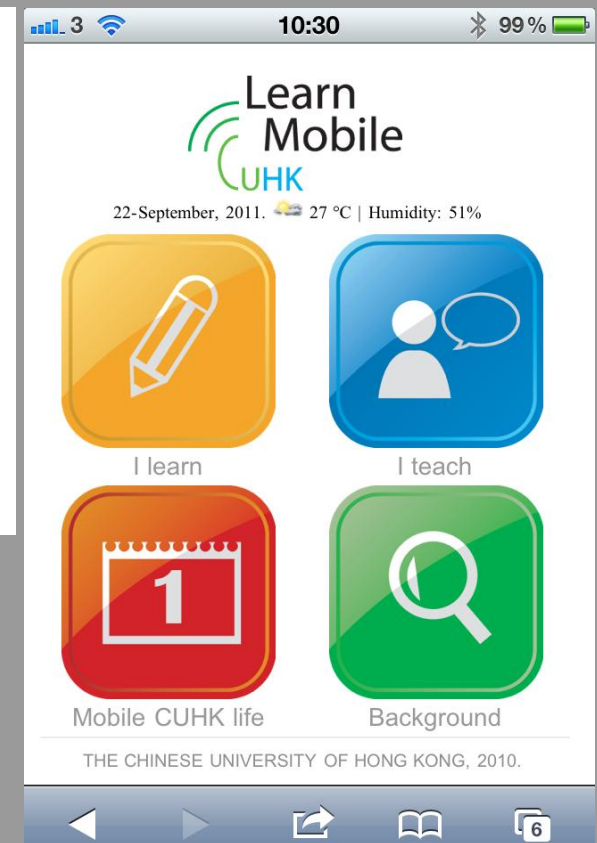 3 10:30 99%
Learn
Mobile
CUHK
22-September, 2011. 27 °C | Humidity: 51%
I learn I teach
1
Mobile CUHK life Background
THE CHINESE UNIVERSITY OF HONG KONG, 2010.
6